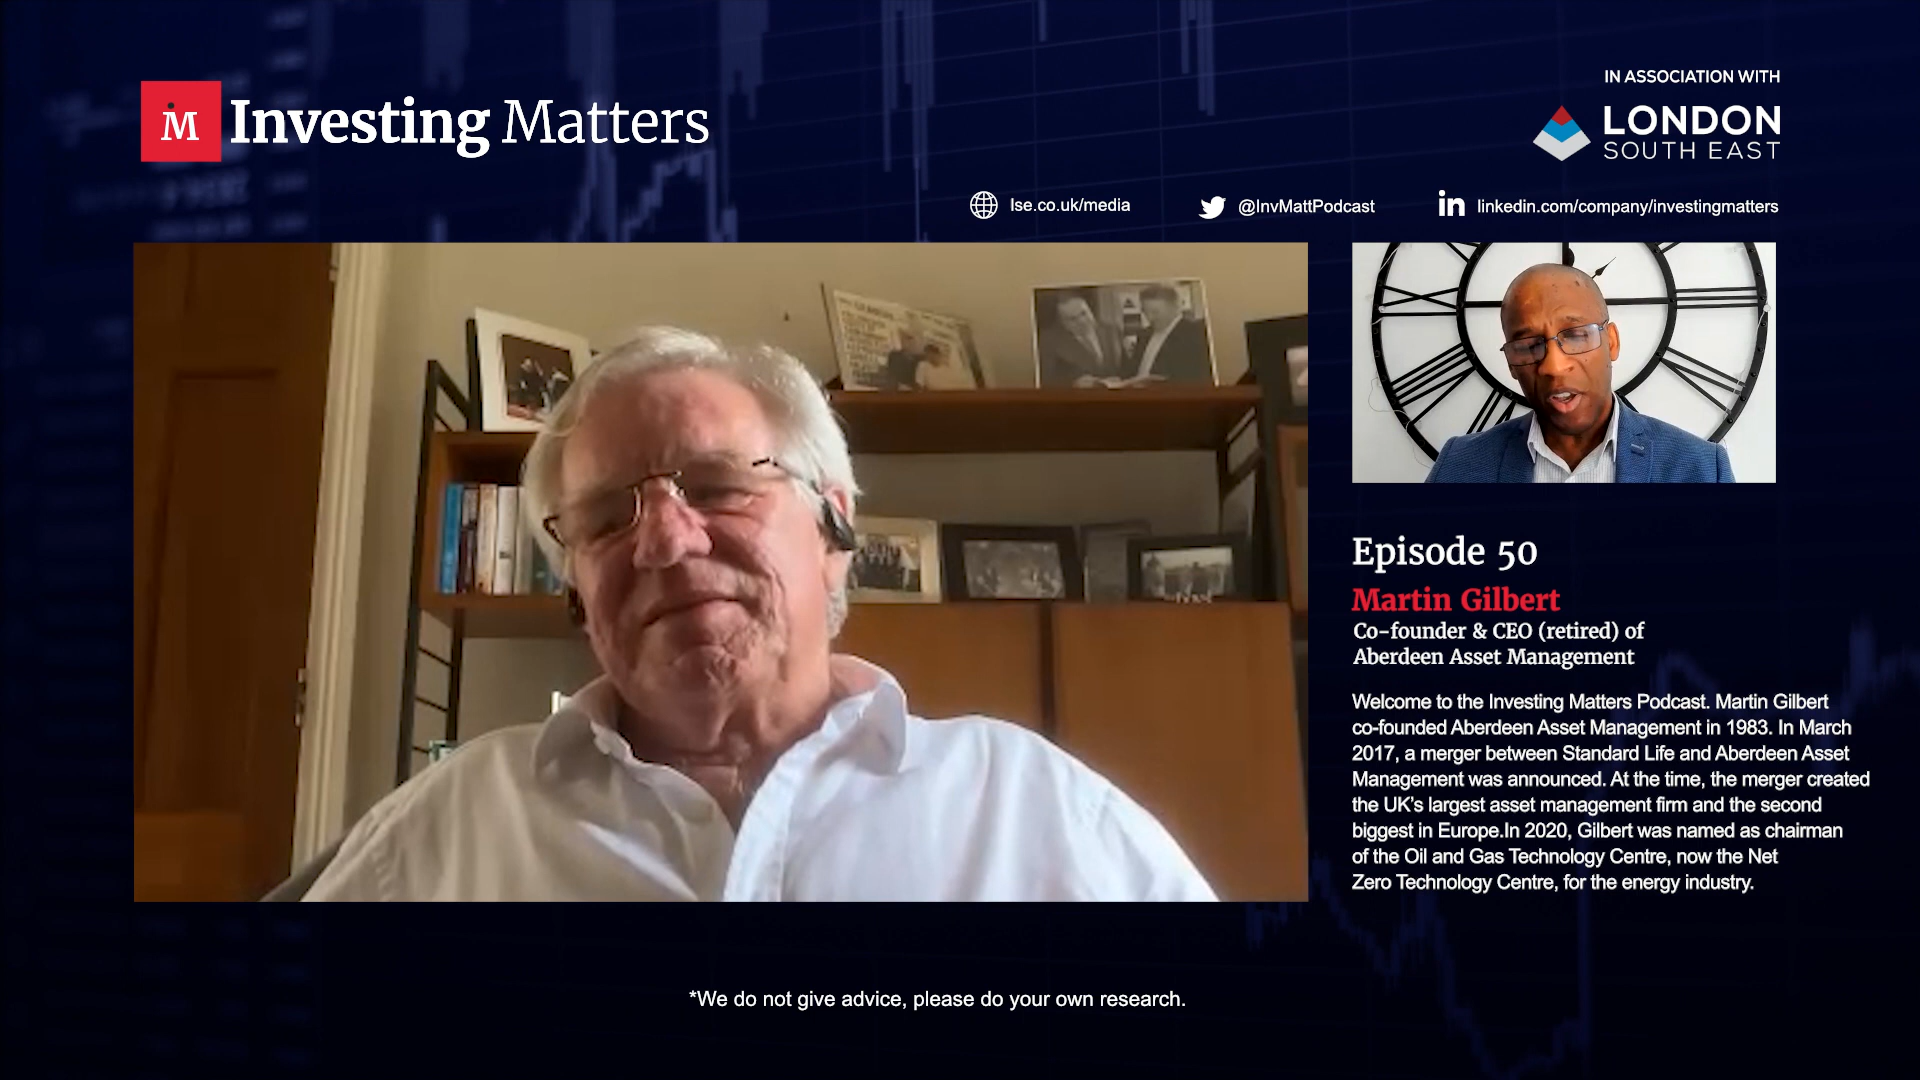 M Investing Matters
IN ASSOCIATION WITH
LONDON
SOUTH EAST
lse.co.uk/media
@InvMattPodcast
in linkedin.com/company/investingmatters
Episode 50
Martin Gilbert
Co-founder & CEO (retired) of
Aberdeen Asset Management
Welcome to the Investing Matters Podcast. Martin Gilbert
co-founded Aberdeen Asset Management in 1983. In March
2017, a merger between Standard Life and Aberdeen Asset
Management was announced. At the time, the merger created
the UK's largest asset management firm and the second
biggest in Europe.In 2020, Gilbert was named as chairman
of the Oil and Gas Technology Centre, now the Net
Zero Technology Centre, for the energy industry.
*We do not give advice, please do your own research.